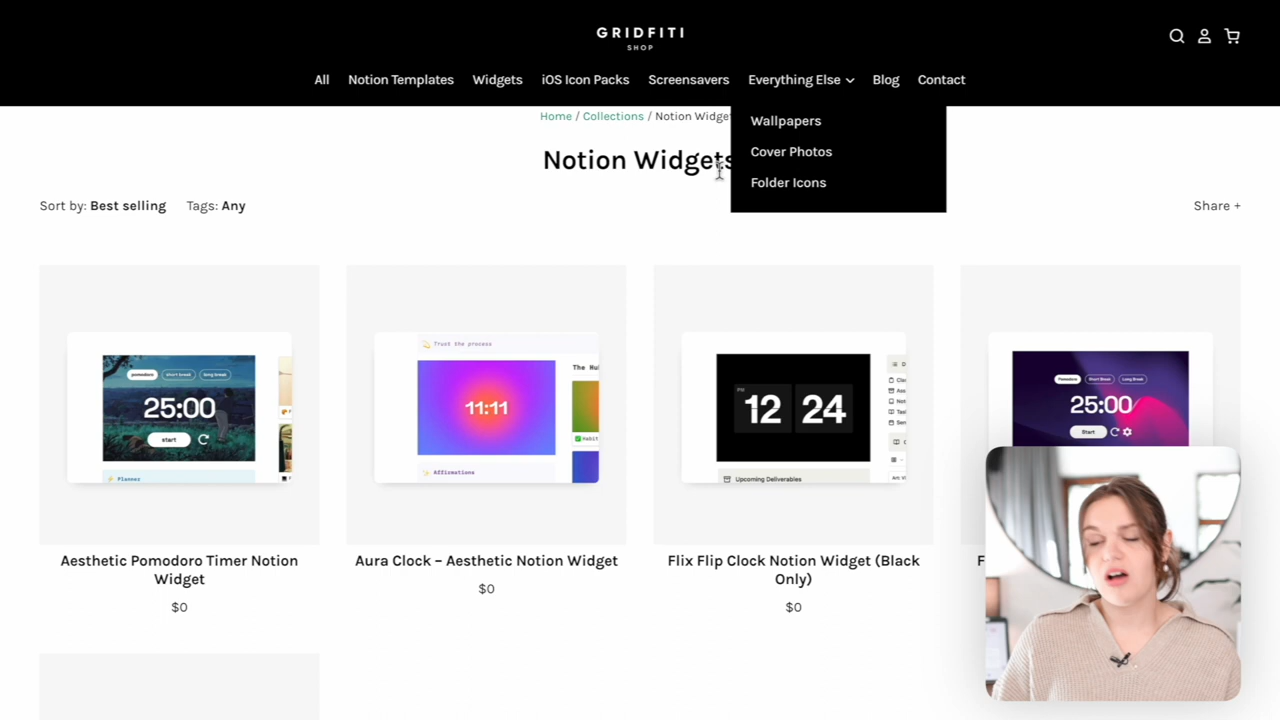 GRIDFITI
SHOP
All Notion Templates Widgets iOS Icon Packs Screensavers Everything Else Blog Contact
Wallpapers
Cover Photos
Folder Icons
Home / Collections / Notion
Notion Widgets
Sort by: Best selling Tags: Any
Share +
pomodoro short break long break
25:00
start
Planner
Trust the process
The
11:11
Habit
Affirmations
PM
12 24
Upcoming Deliverables
Pomodoro Short Break Long Break
25:00
Start
Aesthetic Pomodoro Timer Notion
Widget
$0
Aura Clock – Aesthetic Notion Widget
$0
Flix Flip Clock Notion Widget (Black
Only)
$0